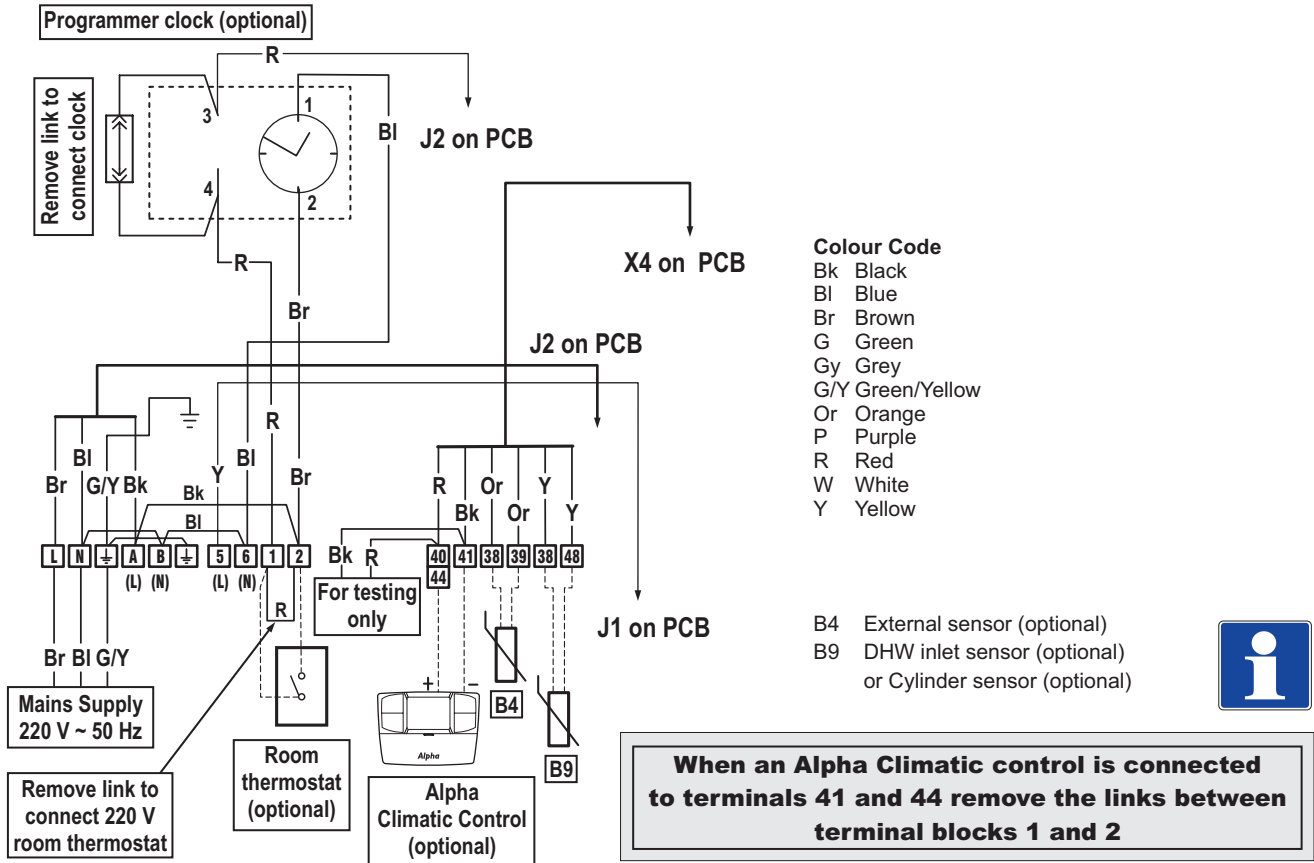 Programmer clock (optional)
R
Remove link to
connect clock
3
1
Bl
J2 on PCB
4
2
R
X4 on PCB
Br
J2 on PCB
Colour Code
Bk Black
Bl Blue
Br Brown
G Green
Gy Grey
G/Y Green/Yellow
Or Orange
P Purple
R Red
W White
Y Yellow
R
Bl
Y
Bl
Br
Br
G/Y
Bk
Bk
Bl
R
Bk
Or
Or
Y
Y
L N A B 5 6 1 2
(L) (N) (L) (N)
Bk R
40 41 38 39 38 48
44
For testing
only
R
J1 on PCB
B4 External sensor (optional)
B9 DHW inlet sensor (optional)
or Cylinder sensor (optional)
i
Br Bl G/Y
Mains Supply
220 V ~ 50 Hz
+ –
B4
Alpha
B9
Room
thermostat
(optional)
Remove link to
connect 220 V
room thermostat
Alpha
Climatic Control
(optional)
When an Alpha Climatic control is connected
to terminals 41 and 44 remove the links between
terminal blocks 1 and 2